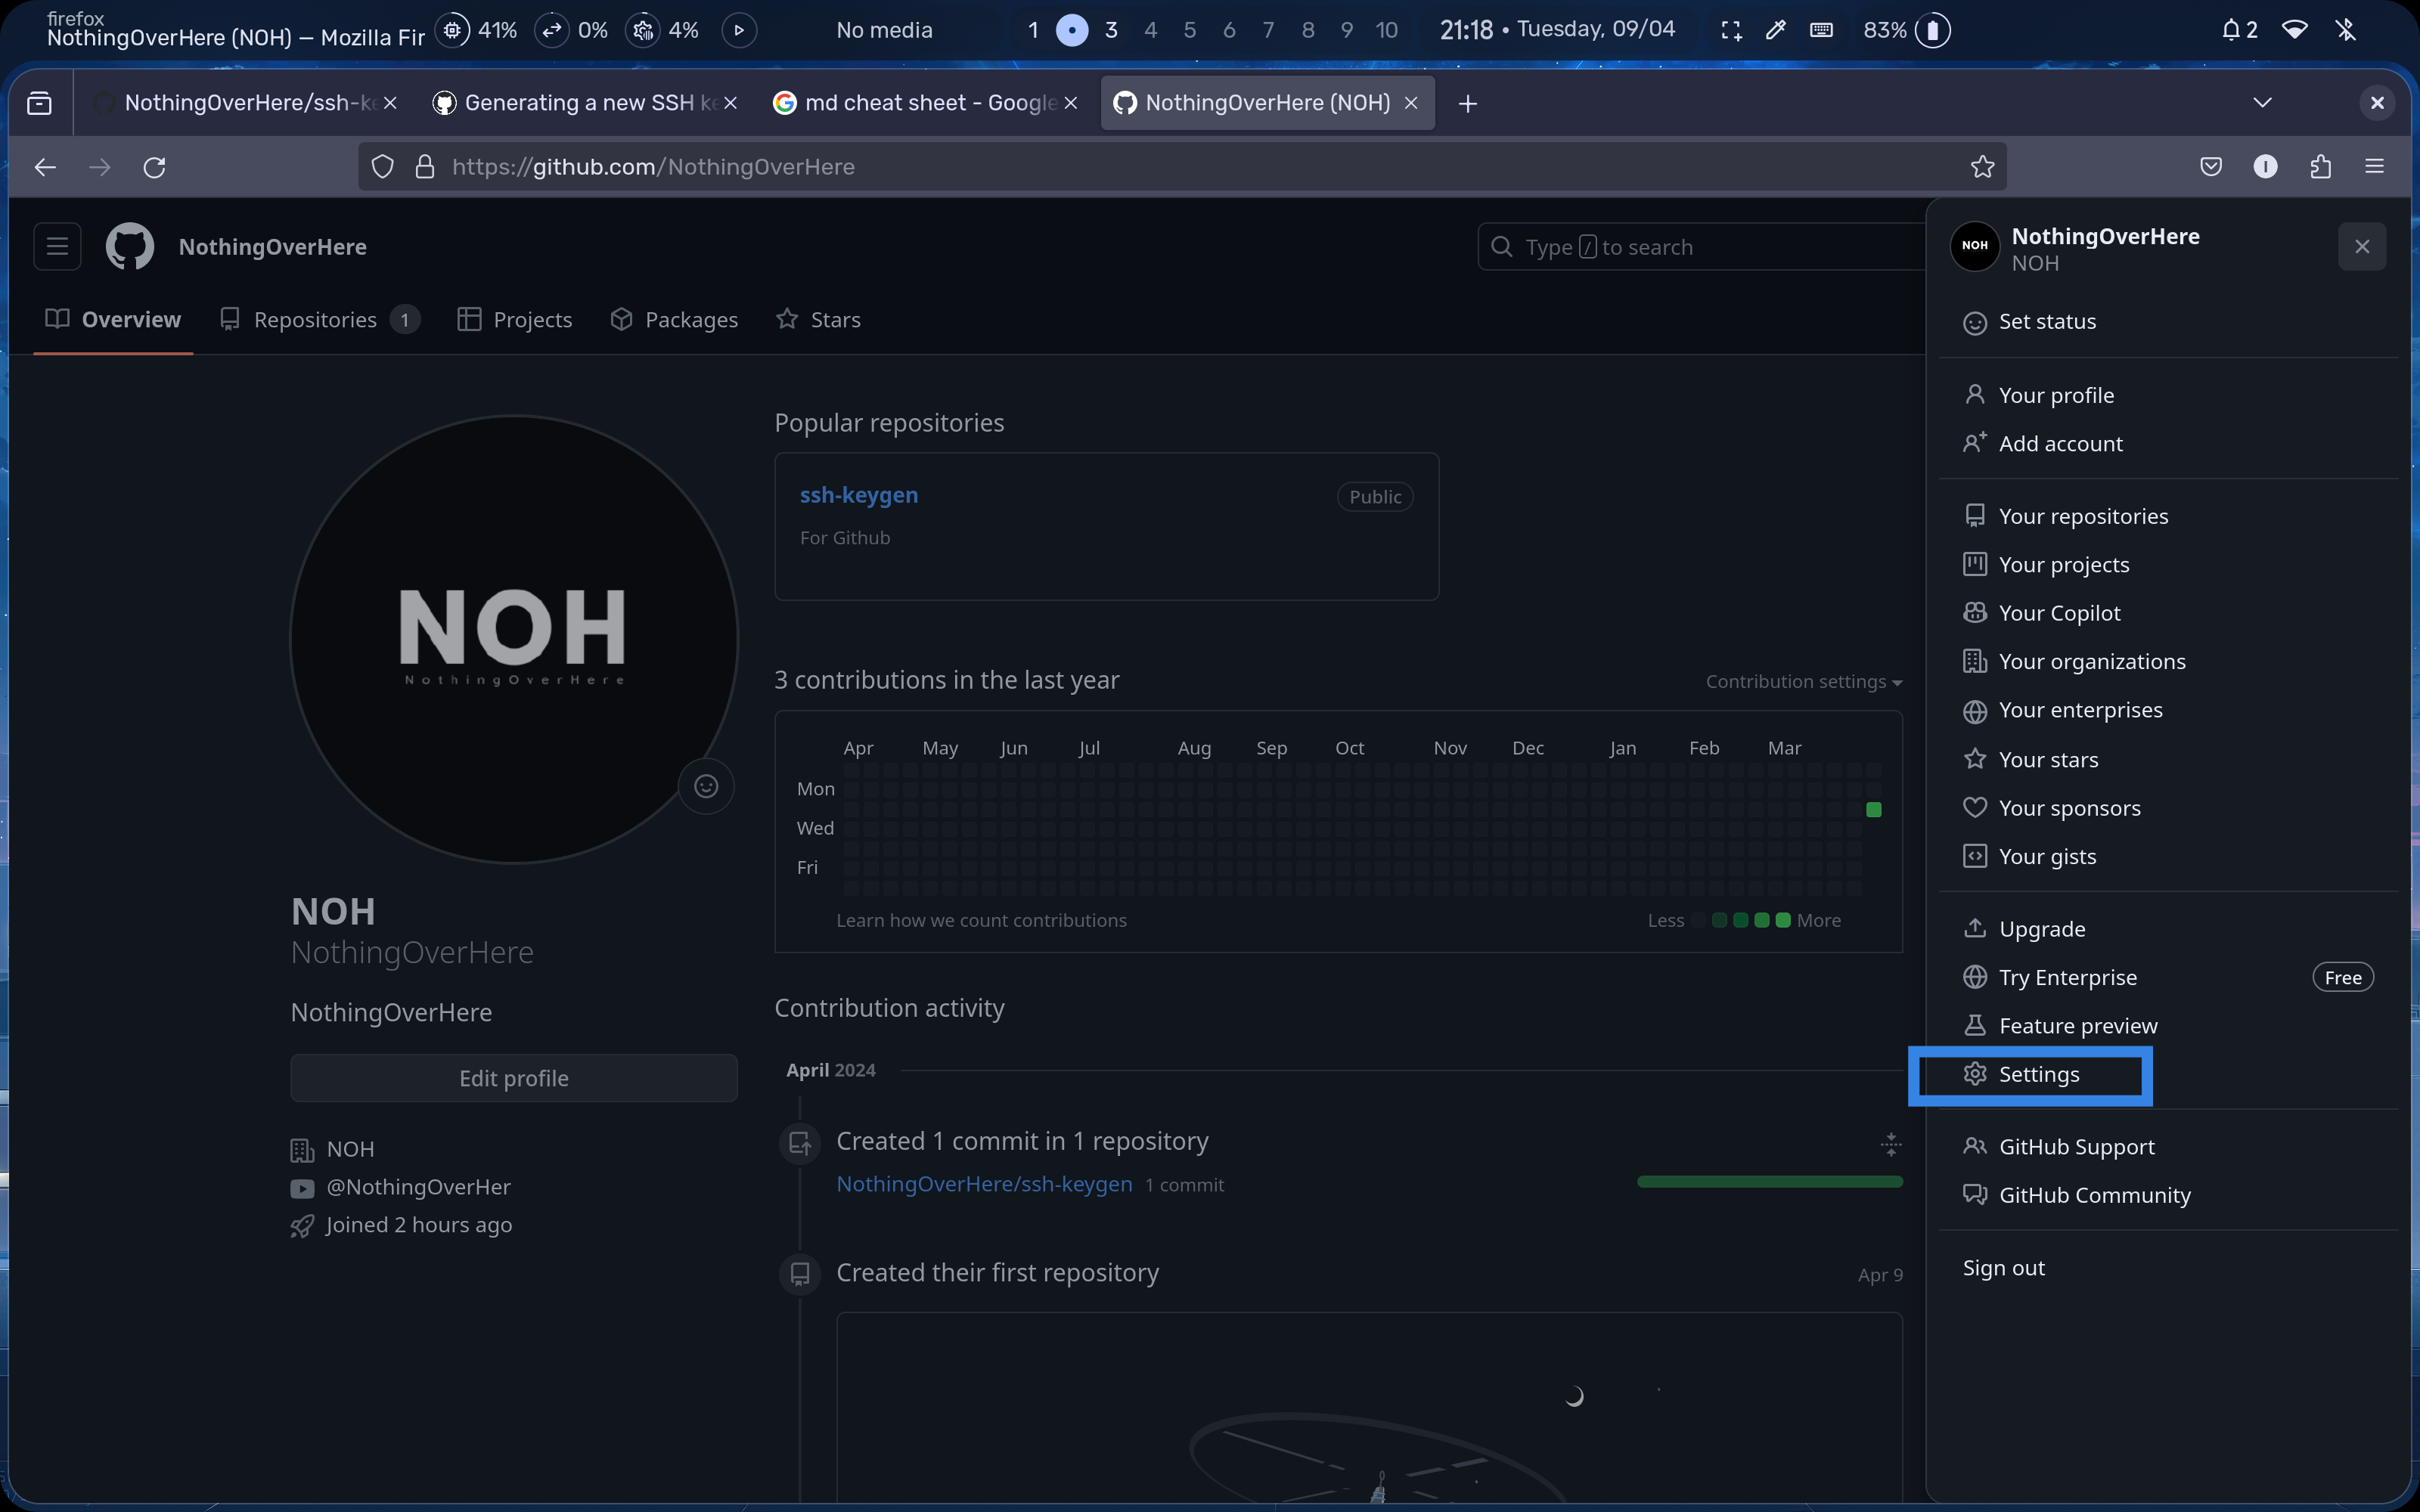 firefox
NothingOverHere (NOH) — Mozilla Fir
41%
0%
4%
No media
1 3 4 5 6 7 8 9 10
21:18 • Tuesday, 09/04
83%
2
NothingOverHere/ssh-ke
Generating a new SSH ke
md cheat sheet - Google
NothingOverHere (NOH)
https://github.com/NothingOverHere
NothingOverHere
Type / to search
Overview
Repositories 1
Projects
Packages
Stars
NOH
NothingOverHere
NOH
NothingOverHere
NothingOverHere
Edit profile
NOH
@NothingOverHer
Joined 2 hours ago
Popular repositories
ssh-keygen
Public
For Github
3 contributions in the last year
Contribution settings
Apr May Jun Jul Aug Sep Oct Nov Dec Jan Feb Mar
Mon
Wed
Fri
Learn how we count contributions
Less More
Contribution activity
April 2024
Created 1 commit in 1 repository
NothingOverHere/ssh-keygen 1 commit
Created their first repository
Apr 9
NOH
NothingOverHere
NOH
Set status
Your profile
Add account
Your repositories
Your projects
Your Copilot
Your organizations
Your enterprises
Your stars
Your sponsors
Your gists
Upgrade
Try Enterprise
Free
Feature preview
Settings
GitHub Support
GitHub Community
Sign out